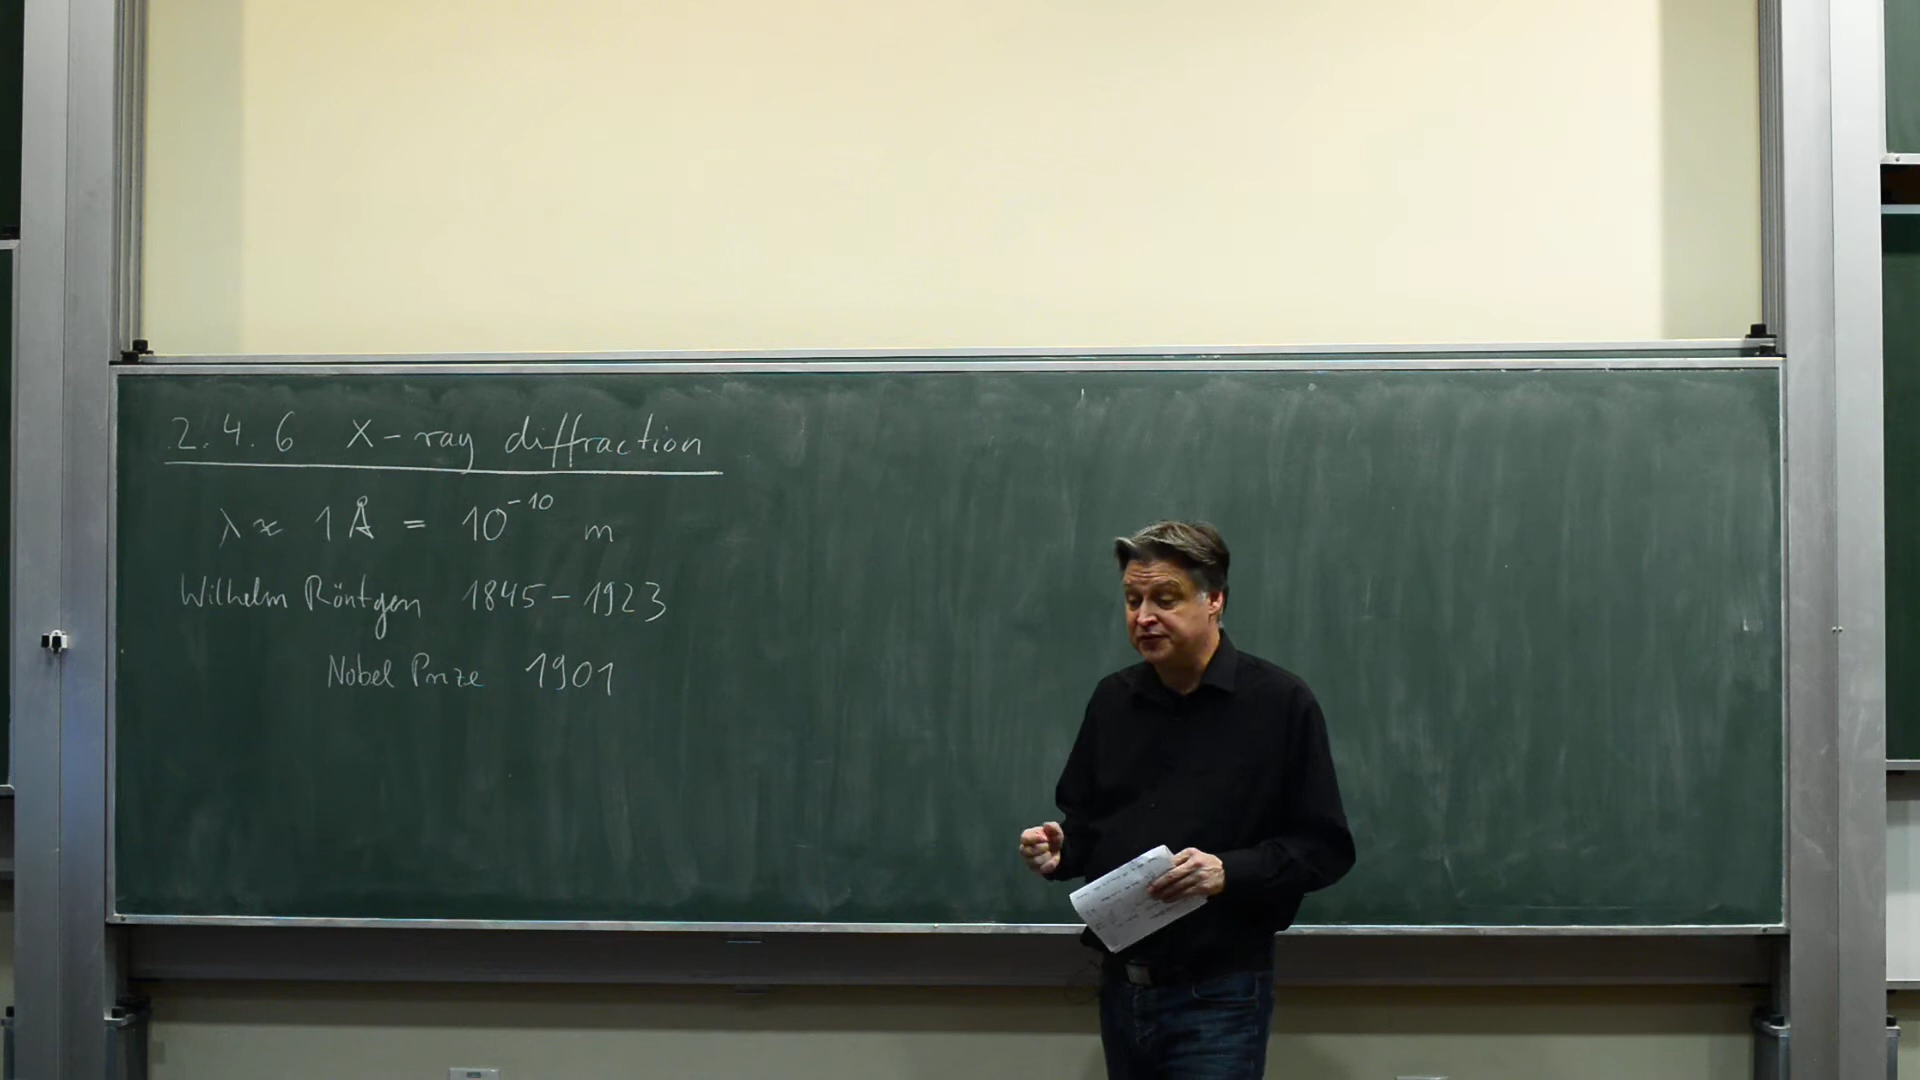 2.4.6 X-ray diffraction
λ ≈ 1 Å = 10⁻¹⁰ m
Wilhelm Röntgen 1845 – 1923
Nobel Prize 1901